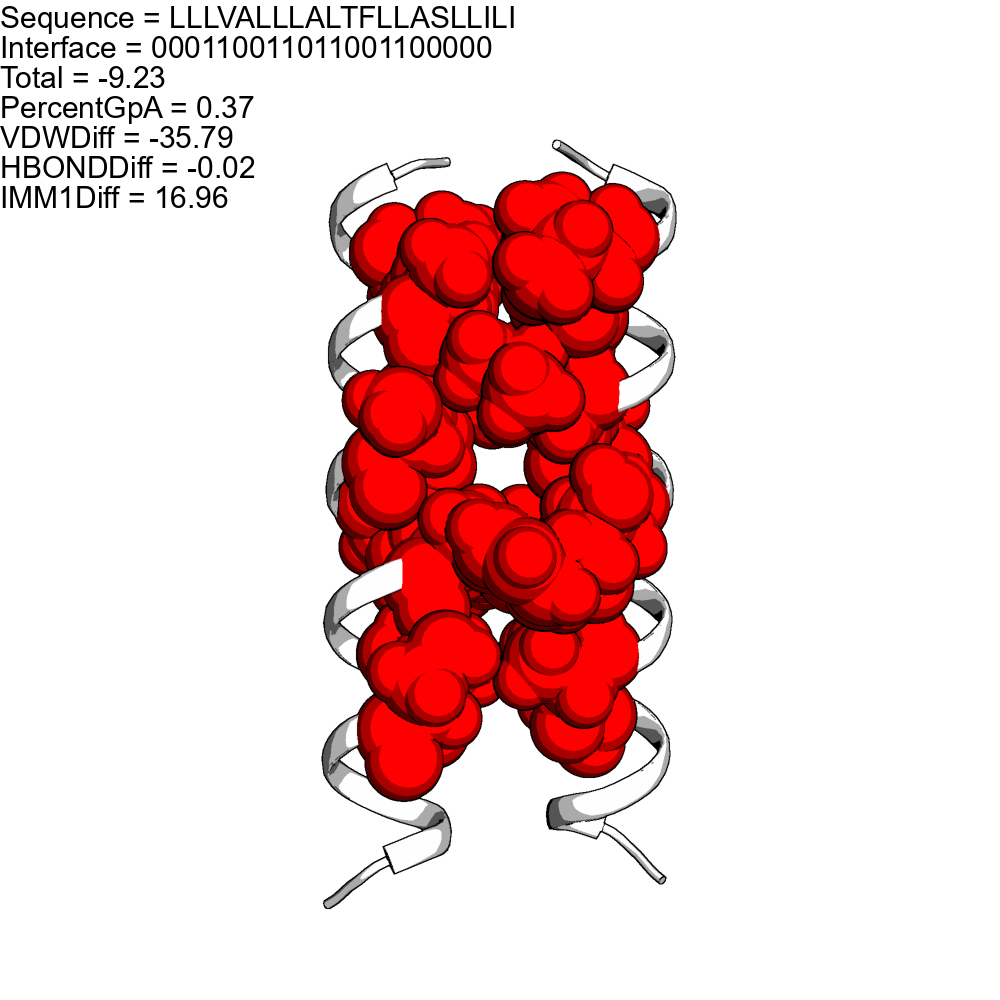 Sequence = LLLVALLLALTFLLASLLILI
Interface = 000110011011001100000
Total = -9.23
PercentGpA = 0.37
VDWDiff = -35.79
HBONDDiff = -0.02
IMM1Diff = 16.96